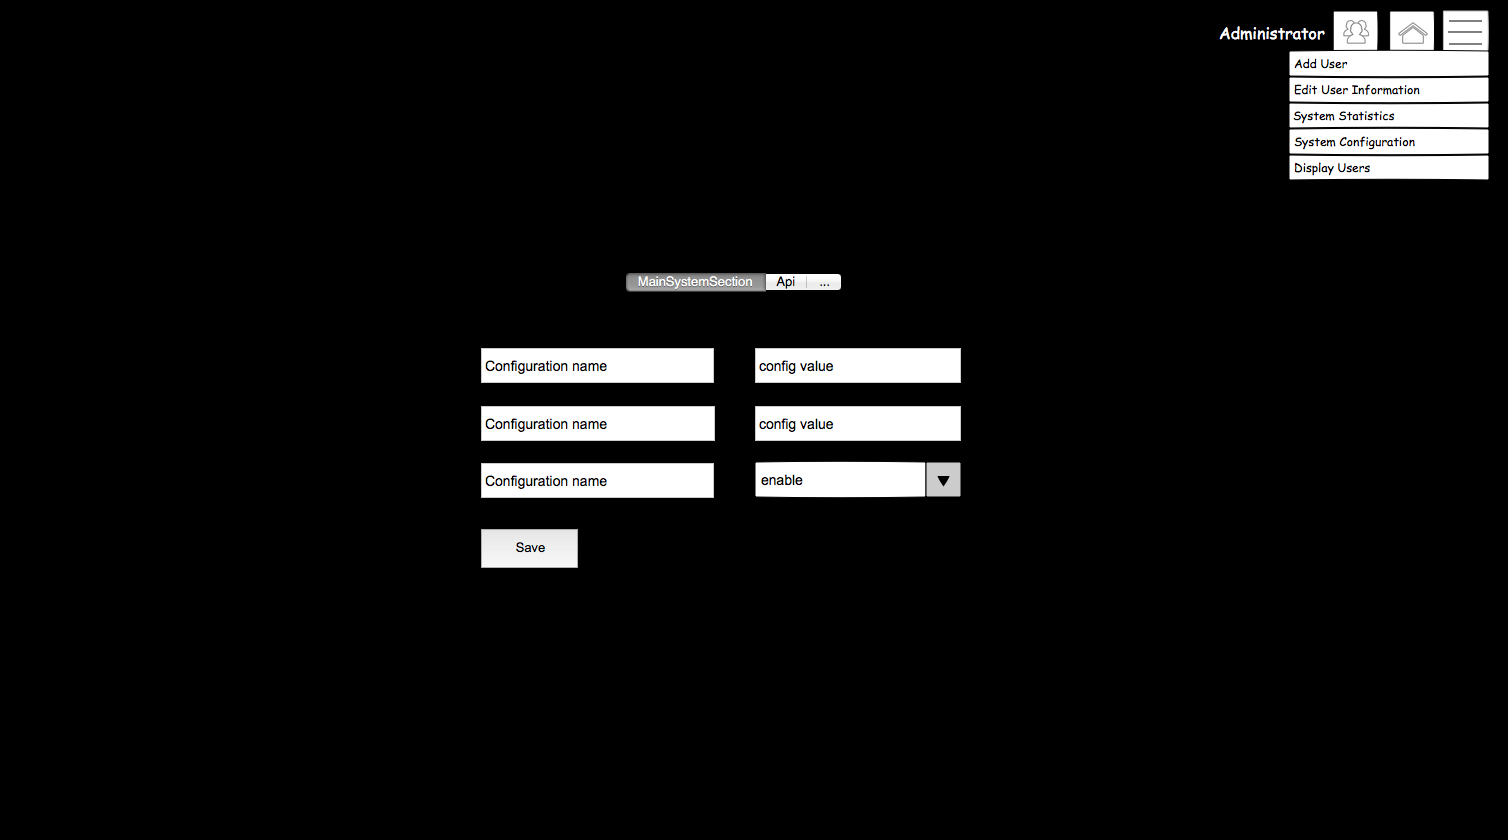 Administrator
Add User
Edit User Information
System Statistics
System Configuration
Display Users
MainSystemSection Api ...
Configuration name config value
Configuration name config value
Configuration name enable
Save